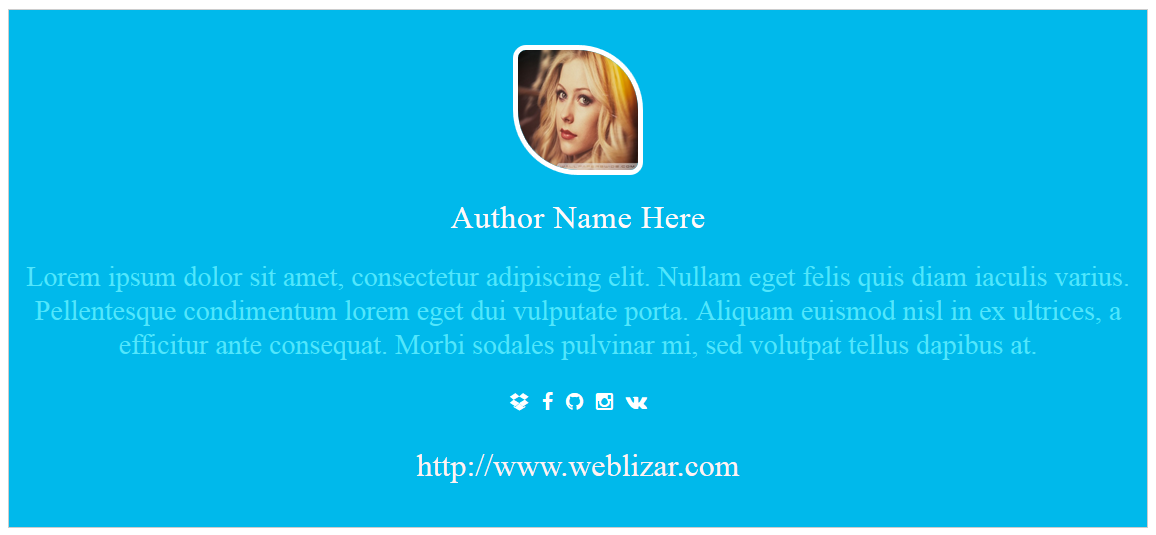 Author Name Here
Lorem ipsum dolor sit amet, consectetur adipiscing elit. Nullam eget felis quis diam iaculis varius.
Pellentesque condimentum lorem eget dui vulputate porta. Aliquam euismod nisl in ex ultrices, a
efficitur ante consequat. Morbi sodales pulvinar mi, sed volutpat tellus dapibus at.
http://www.weblizar.com